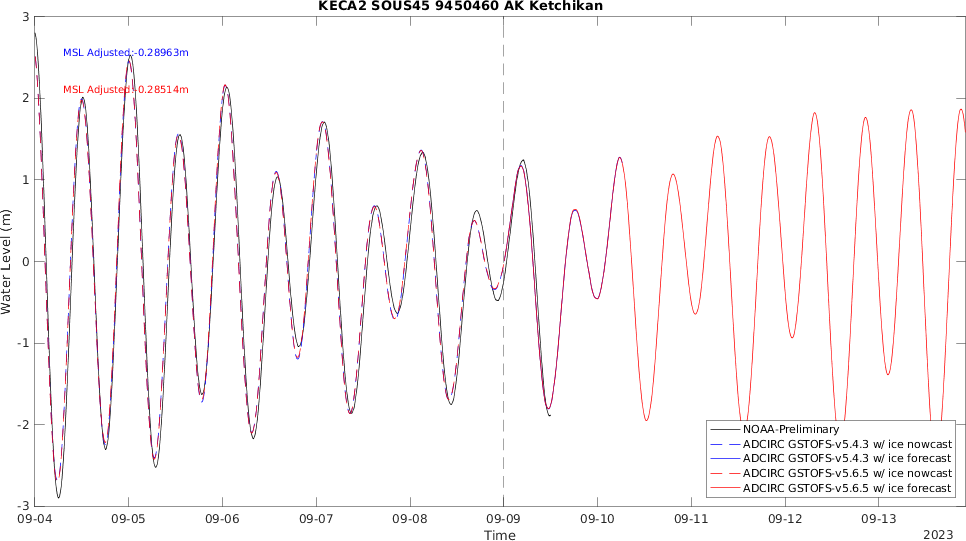 KECA2 SOUS45 9450460 AK Ketchikan
3
MSL Adjusted:-0.28963m
MSL Adjusted:-0.28514m
2
1
0
-1
-2
-3
Water Level (m)
NOAA-Preliminary
ADCIRC GSTOFS-v5.4.3 w/ ice nowcast
ADCIRC GSTOFS-v5.4.3 w/ ice forecast
ADCIRC GSTOFS-v5.6.5 w/ ice nowcast
ADCIRC GSTOFS-v5.6.5 w/ ice forecast
09-04 09-05 09-06 09-07 09-08 09-09 09-10 09-11 09-12 09-13
Time
2023